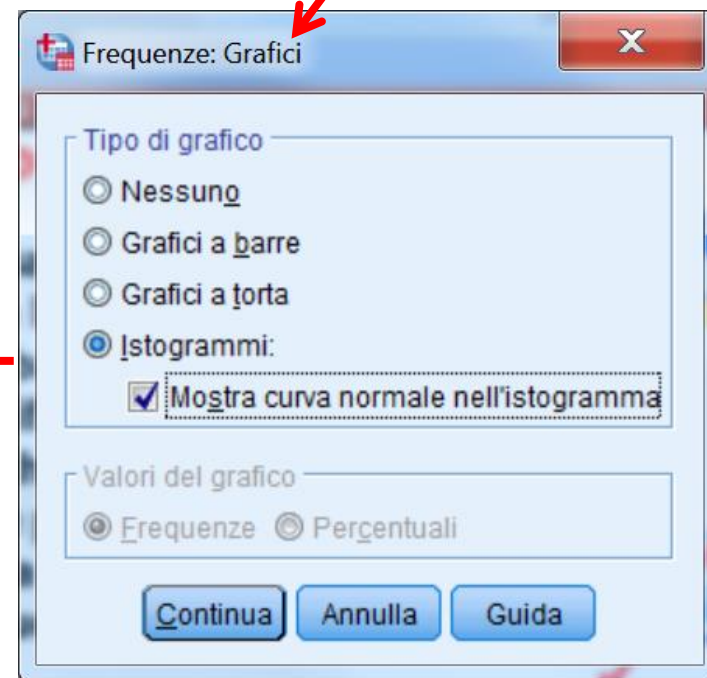 Frequenze: Grafici
Tipo di grafico
Nessuno
Grafici a barre
Grafici a torta
Istogrammi:
Mostra curva normale nell'istogramma
Valori del grafico
Frequenze Percentuali
Continua Annulla Guida